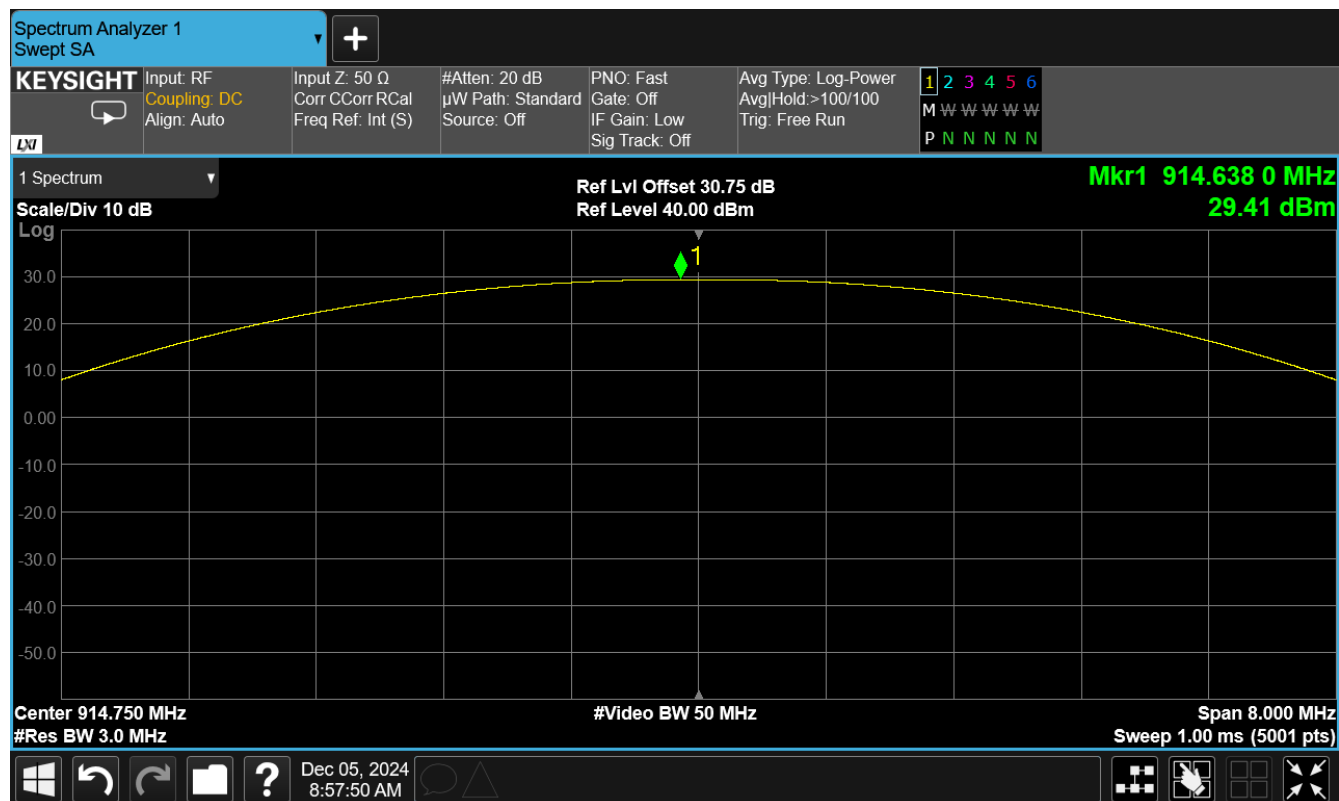 Spectrum Analyzer 1
Swept SA
KEYSIGHT
LXI
Input: RF
Coupling: DC
Align: Auto
Input Z: 50 Ω
Corr CCorr RCal
Freq Ref: Int (S)
#Atten: 20 dB
µW Path: Standard
Source: Off
PNO: Fast
Gate: Off
IF Gain: Low
Sig Track: Off
Avg Type: Log-Power
Avg|Hold:>100/100
Trig: Free Run
1 2 3 4 5 6
M W W W W W
P N N N N N
1 Spectrum
Scale/Div 10 dB
Log
Ref Lvl Offset 30.75 dB
Ref Level 40.00 dBm
Mkr1 914.638 0 MHz
29.41 dBm
1
30.0
20.0
10.0
0.00
-10.0
-20.0
-30.0
-40.0
-50.0
Center 914.750 MHz
#Res BW 3.0 MHz
#Video BW 50 MHz
Span 8.000 MHz
Sweep 1.00 ms (5001 pts)
?
Dec 05, 2024
8:57:50 AM